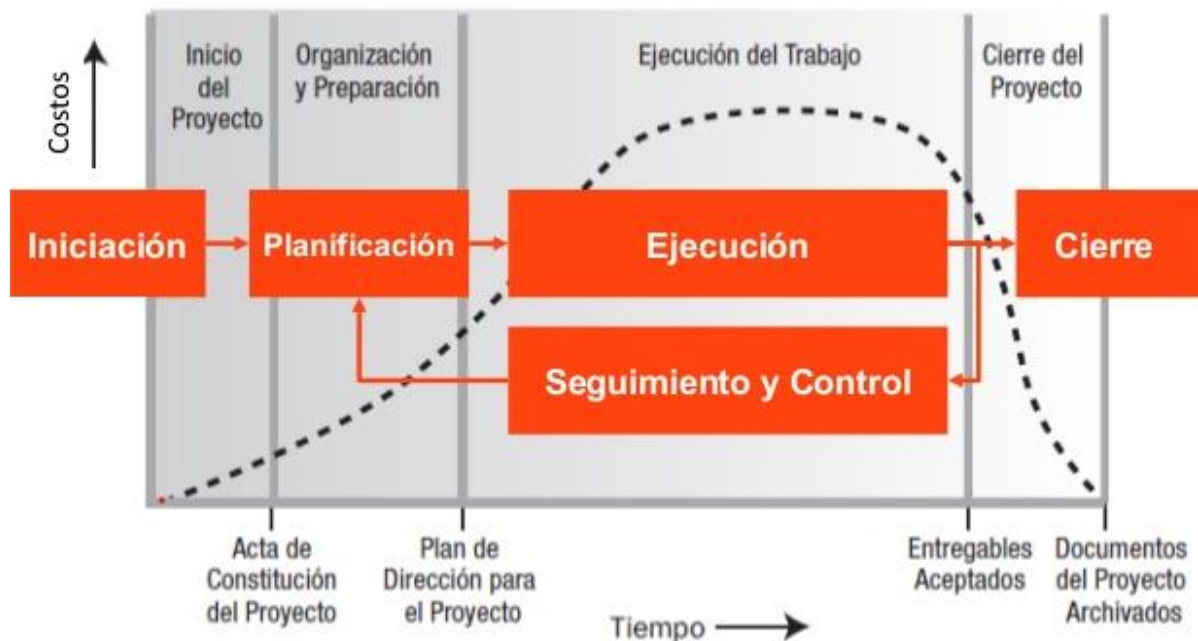 Costos
Inicio
del
Proyecto
Organización
y Preparación
Ejecución del Trabajo
Cierre del
Proyecto
Iniciación
Planificación
Ejecución
Cierre
Seguimiento y Control
Acta de
Constitución
del Proyecto
Plan de
Dirección para
el Proyecto
Entregables
Aceptados
Documentos
del Proyecto
Archivados
Tiempo